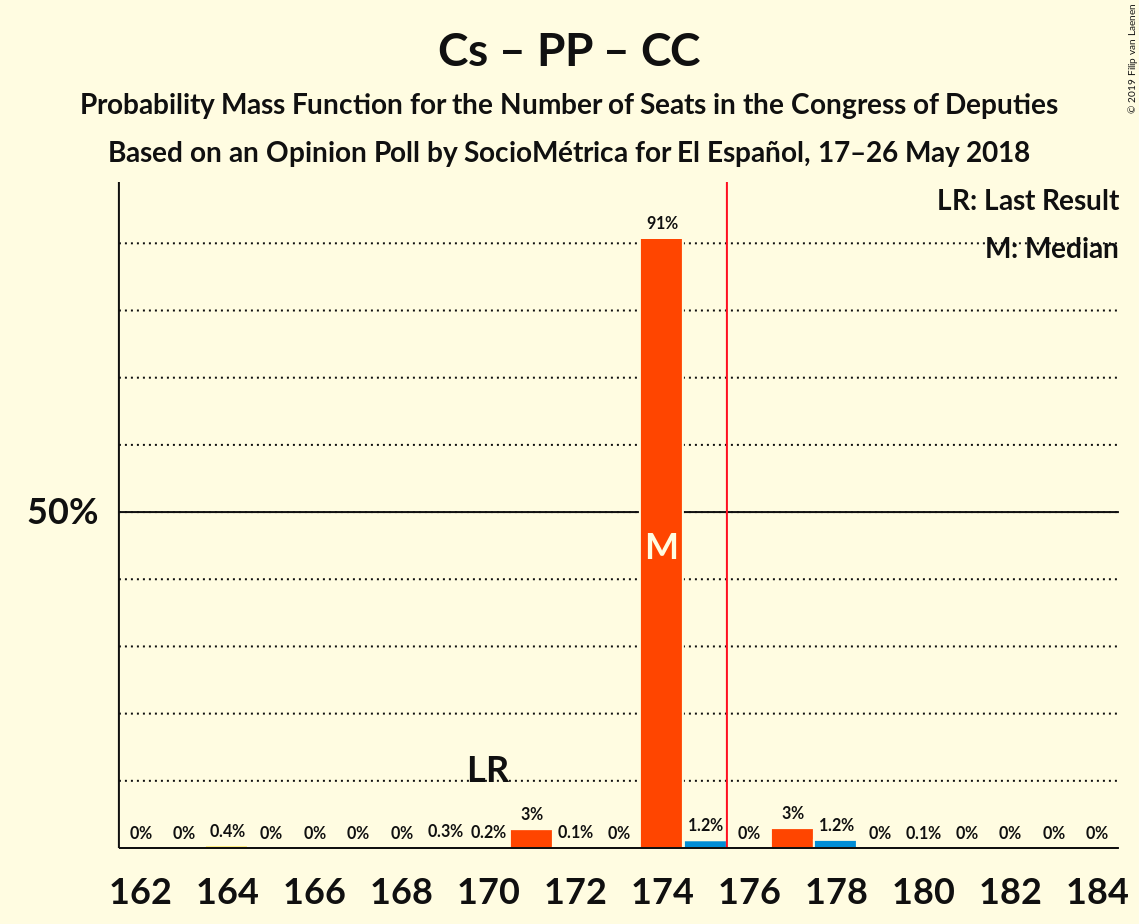 Cs – PP – CC
Probability Mass Function for the Number of Seats in the Congress of Deputies
Based on an Opinion Poll by SocioMétrica for El Español, 17–26 May 2018
© 2019 Filip van Laenen
LR: Last Result
M: Median
50%
0% 0% 0.4% 0% 0% 0% 0% 0.3% 0.2% 3% 0.1% 0% 91% 1.2% 0% 3% 1.2% 0% 0.1% 0% 0% 0% 0%
LR
M
162 164 166 168 170 172 174 176 178 180 182 184